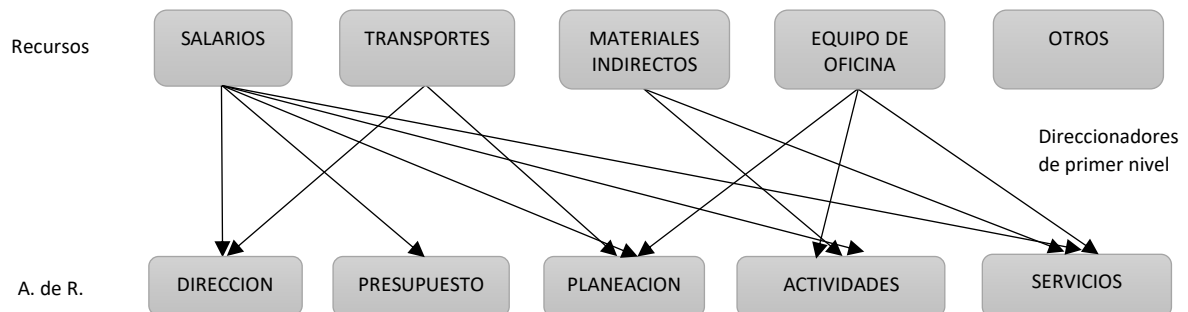 Recursos
SALARIOS
TRANSPORTES
MATERIALES
INDIRECTOS
EQUIPO DE
OFICINA
OTROS
Direccionadores
de primer nivel
A. de R.
DIRECCION
PRESUPUESTO
PLANEACION
ACTIVIDADES
SERVICIOS